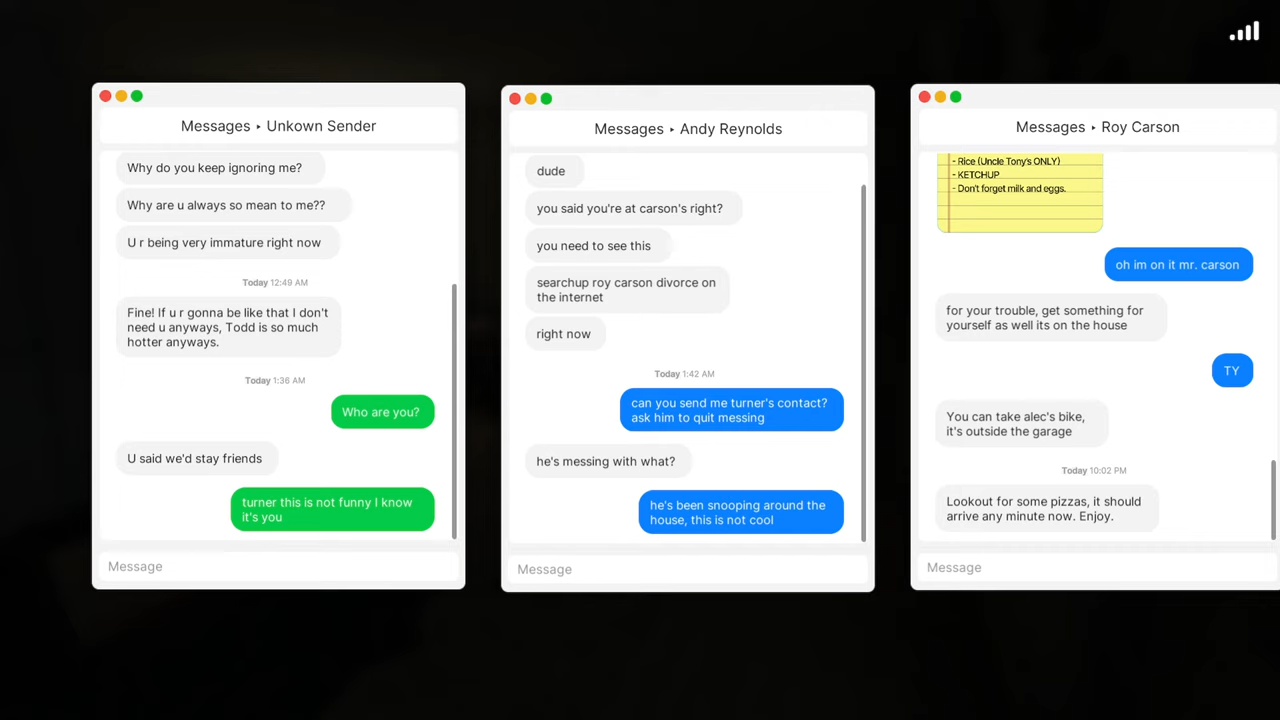 Messages ‣ Unkown Sender
Why do you keep ignoring me?
Why are u always so mean to me??
U r being very immature right now
Today 12:49 AM
Fine! If u r gonna be like that I don't
need u anyways, Todd is so much
hotter anyways.
Today 1:36 AM
Who are you?
U said we'd stay friends
turner this is not funny I know
it's you
Message
Messages ‣ Andy Reynolds
dude
you said you're at carson's right?
you need to see this
searchup roy carson divorce on
the internet
right now
Today 1:42 AM
can you send me turner's contact?
ask him to quit messing
he's messing with what?
he's been snooping around the
house, this is not cool
Message
Messages ‣ Roy Carson
- Rice (Uncle Tony's ONLY)
- KETCHUP
- Don't forget milk and eggs.
oh im on it mr. carson
for your trouble, get something for
yourself as well its on the house
TY
You can take alec's bike,
it's outside the garage
Today 10:02 PM
Lookout for some pizzas, it should
arrive any minute now. Enjoy.
Message